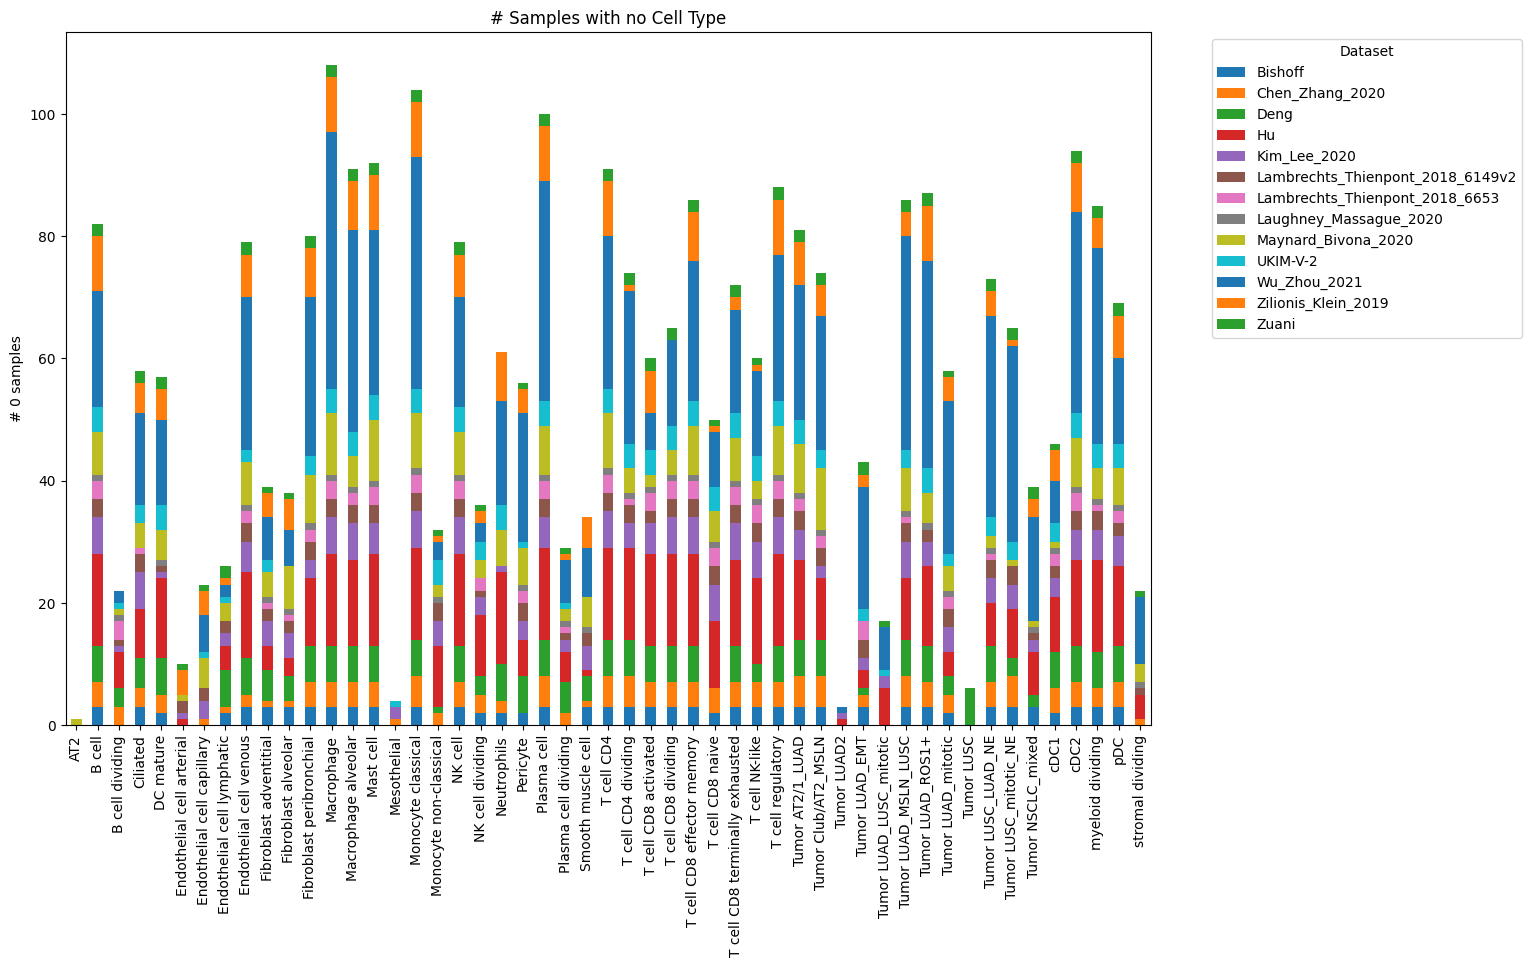 # Samples with no Cell Type
# 0 samples
100
80
60
40
20
0
AT2
B cell
B cell dividing
Ciliated
DC mature
Endothelial cell arterial
Endothelial cell capillary
Endothelial cell lymphatic
Endothelial cell venous
Fibroblast adventitial
Fibroblast alveolar
Fibroblast peribronchial
Macrophage
Macrophage alveolar
Mast cell
Mesothelial
Monocyte classical
Monocyte non-classical
NK cell
NK cell dividing
Neutrophils
Pericyte
Plasma cell
Plasma cell dividing
Smooth muscle cell
T cell CD4
T cell CD4 dividing
T cell CD8 activated
T cell CD8 dividing
T cell CD8 effector memory
T cell CD8 naive
T cell CD8 terminally exhausted
T cell NK-like
T cell regulatory
Tumor AT2/1_LUAD
Tumor Club/AT2_MSLN
Tumor LUAD2
Tumor LUAD_EMT
Tumor LUAD_LUSC_mitotic
Tumor LUAD_MSLN_LUSC
Tumor LUAD_ROS1+
Tumor LUAD_mitotic
Tumor LUSC
Tumor LUSC_LUAD_NE
Tumor LUSC_mitotic_NE
Tumor NSCLC_mixed
cDC1
cDC2
myeloid dividing
pDC
stromal dividing
Dataset
Bishoff
Chen_Zhang_2020
Deng
Hu
Kim_Lee_2020
Lambrechts_Thienpont_2018_6149v2
Lambrechts_Thienpont_2018_6653
Laughney_Massague_2020
Maynard_Bivona_2020
UKIM-V-2
Wu_Zhou_2021
Zilionis_Klein_2019
Zuani